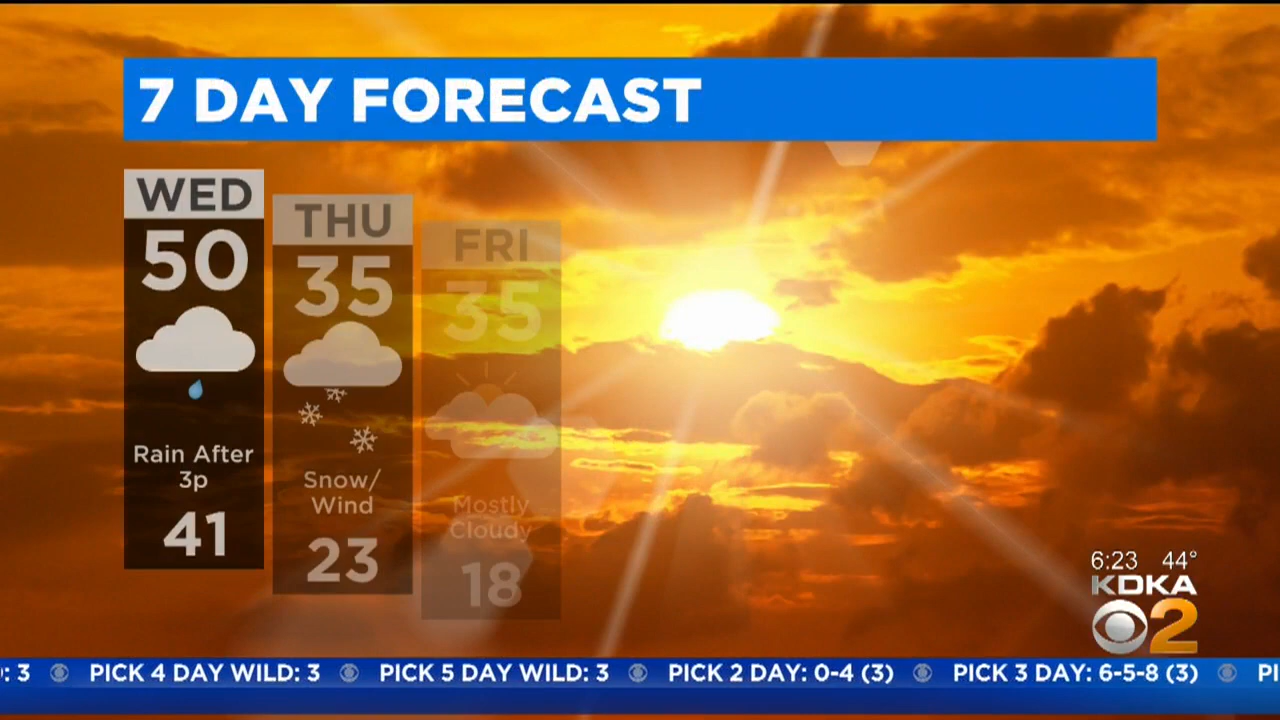 7 DAY FORECAST
WED
50
Rain After
3p
41
THU
35
Snow/
Wind
23
FRI
35
Mostly
Cloudy
18
6:23 44°
KDKA
2
: 3 PICK 4 DAY WILD: 3 PICK 5 DAY WILD: 3 PICK 2 DAY: 0-4 (3) PICK 3 DAY: 6-5-8 (3) PI